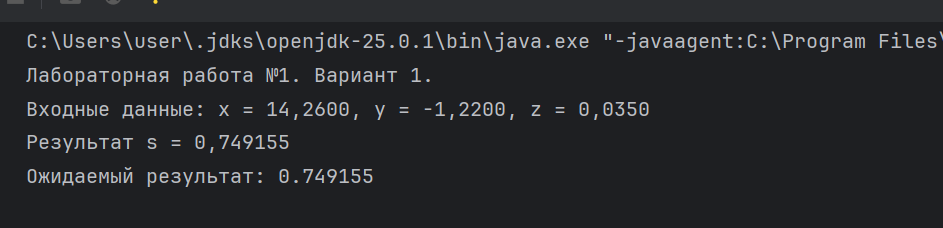 C:\Users\user\.jdks\openjdk-25.0.1\bin\java.exe "-javaagent:C:\Program Files\
Лабораторная работа №1. Вариант 1.
Входные данные: x = 14,2600, y = -1,2200, z = 0,0350
Результат s = 0,749155
Ожидаемый результат: 0.749155